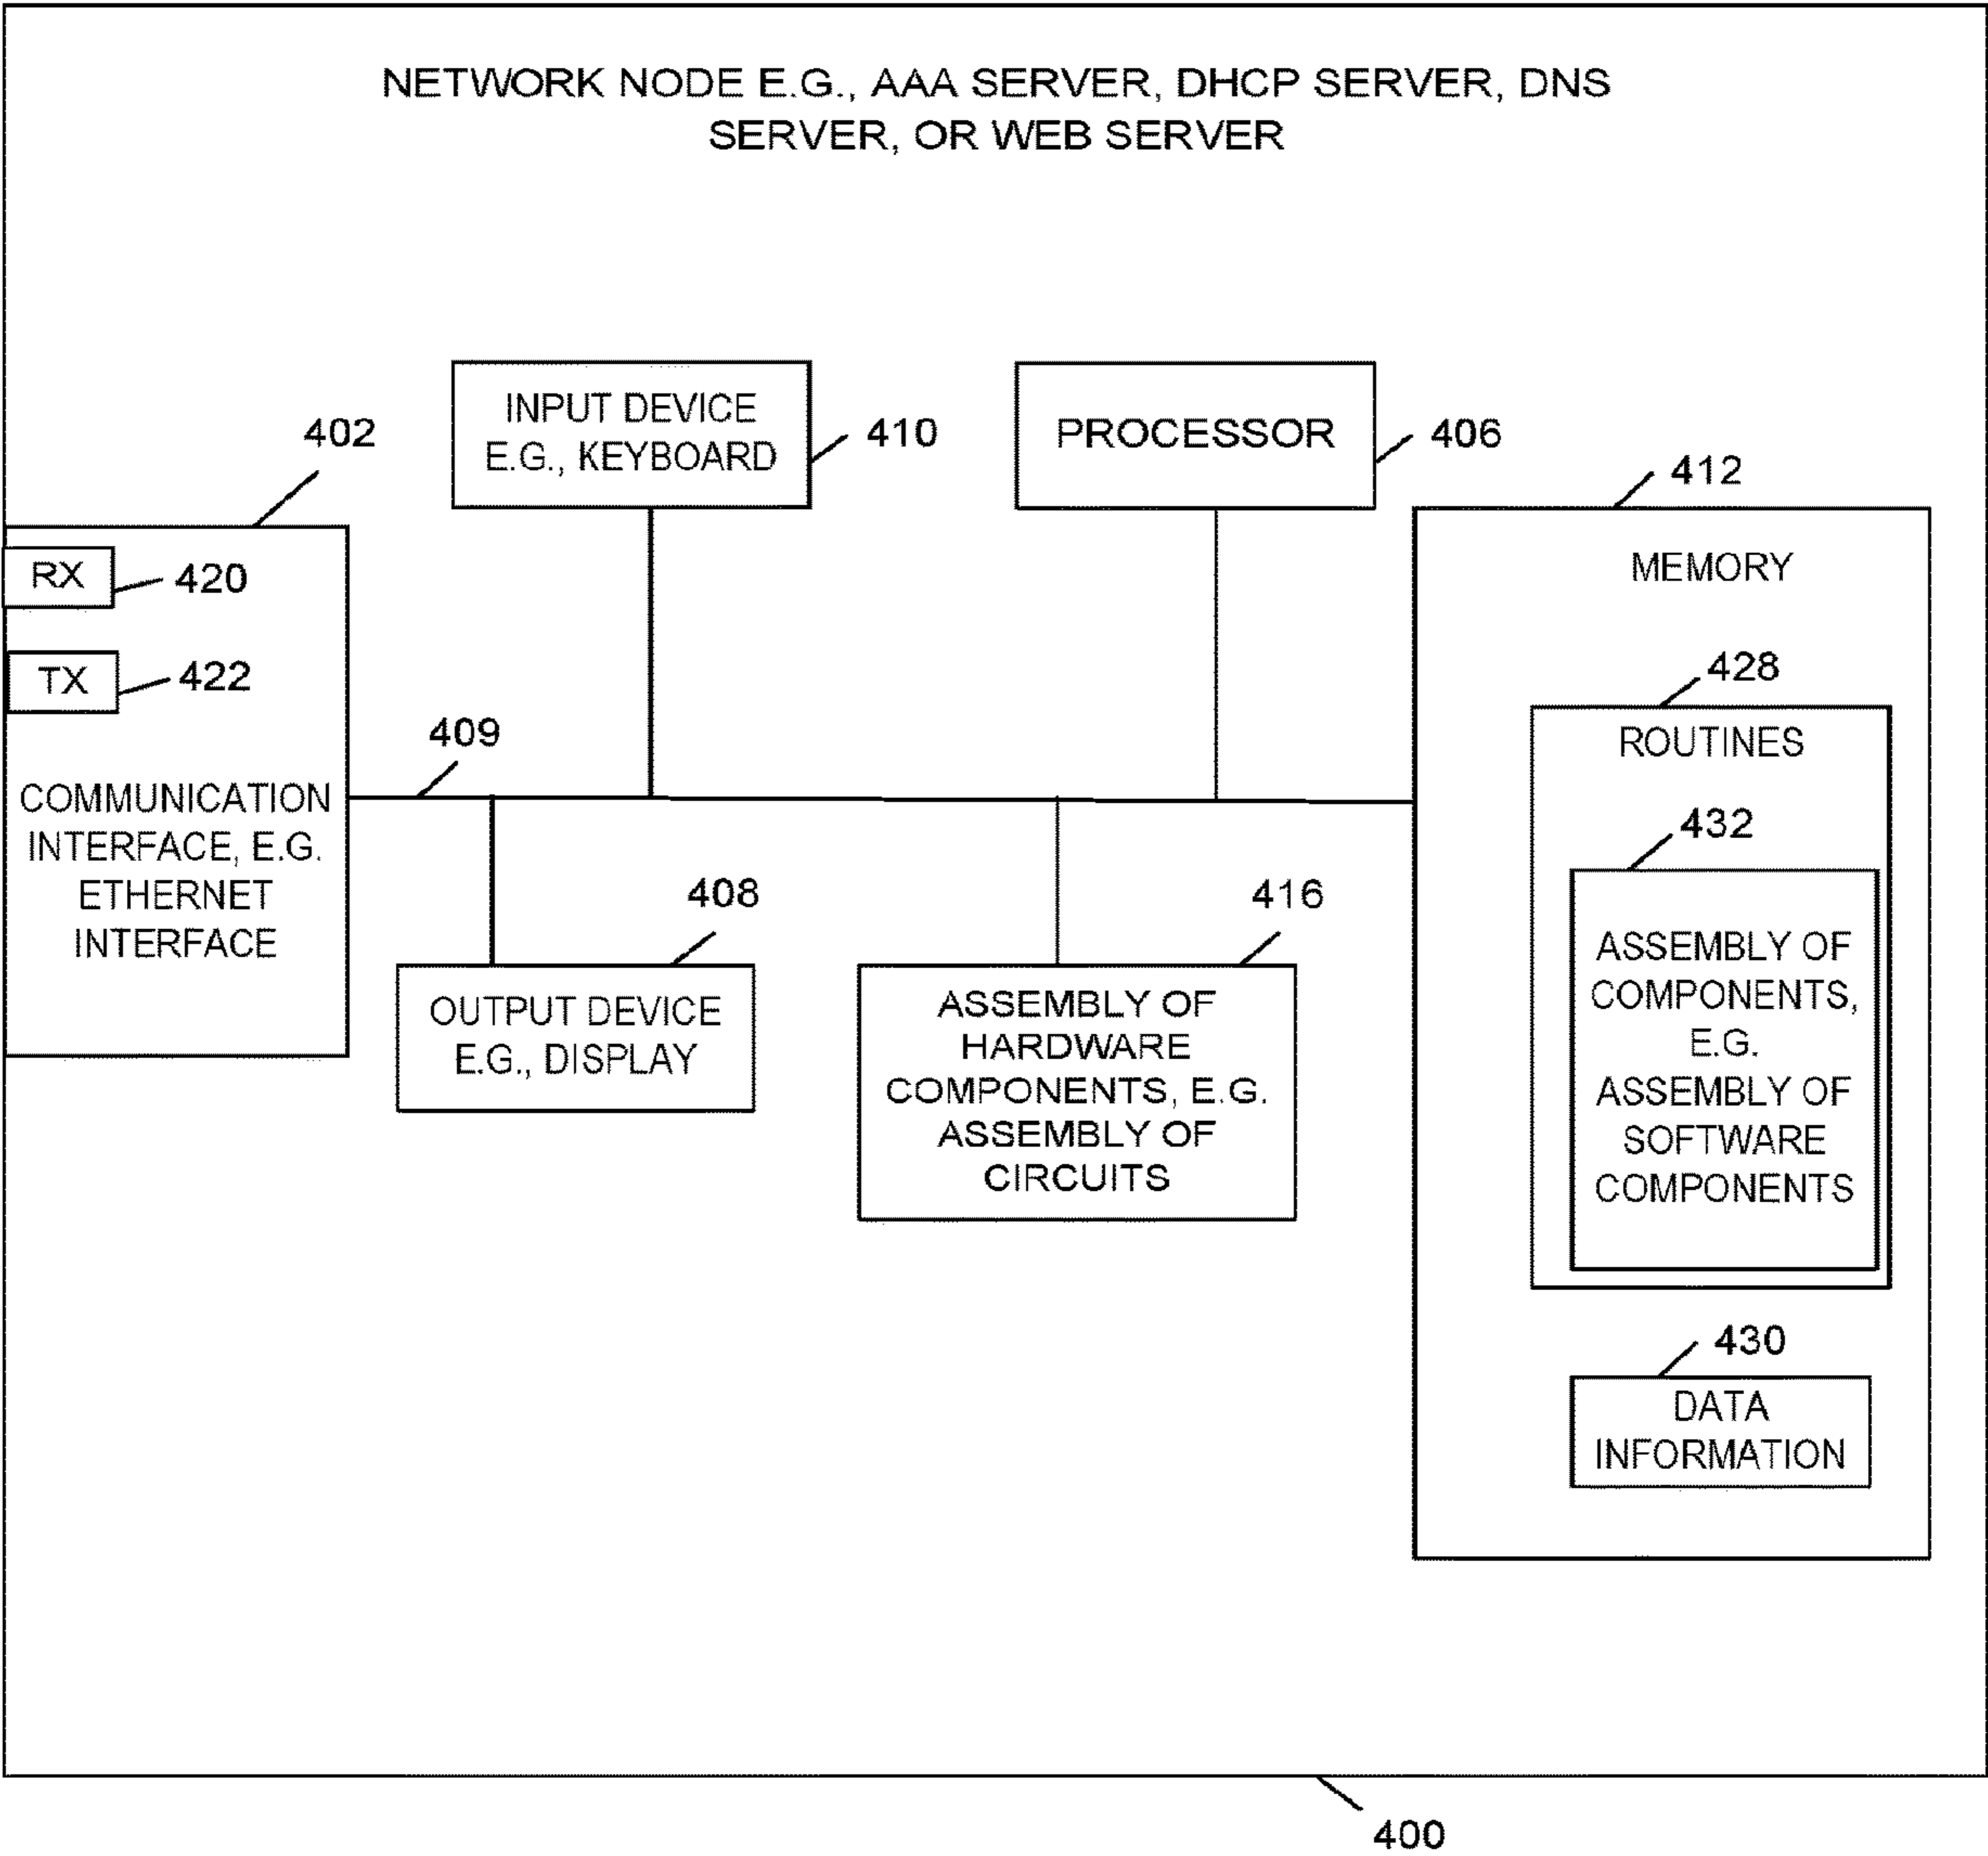 NETWORK NODE E.G., AAA SERVER, DHCP SERVER, DNS
SERVER, OR WEB SERVER
INPUT DEVICE
E.G., KEYBOARD
410
PROCESSOR
406
402
RX
420
TX
422
COMMUNICATION
INTERFACE, E.G.
ETHERNET
INTERFACE
409
408
OUTPUT DEVICE
E.G., DISPLAY
416
ASSEMBLY OF
HARDWARE
COMPONENTS, E.G.
ASSEMBLY OF
CIRCUITS
412
MEMORY
428
ROUTINES
432
ASSEMBLY OF
COMPONENTS,
E.G.
ASSEMBLY OF
SOFTWARE
COMPONENTS
430
DATA
INFORMATION
400